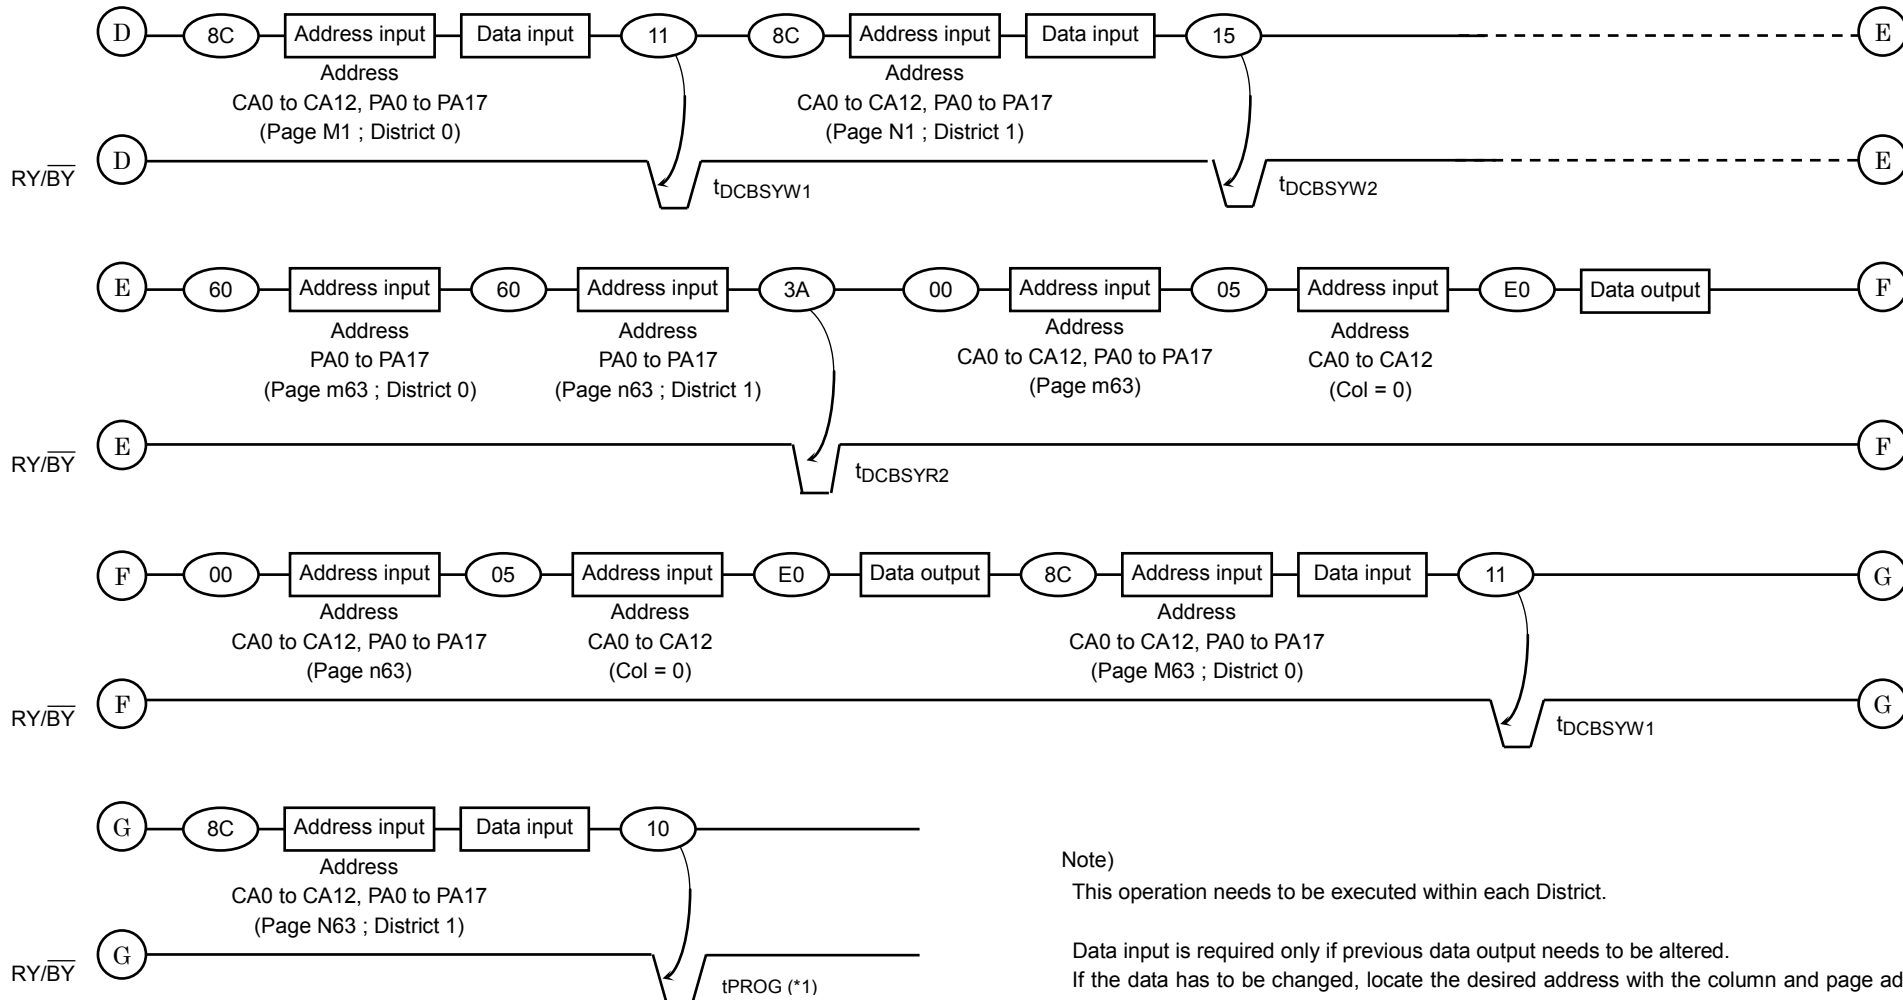 D 8C Address input Data input 11 8C Address input Data input 15 E
Address Address
CA0 to CA12, PA0 to PA17 CA0 to CA12, PA0 to PA17
(Page M1 ; District 0) (Page N1 ; District 1)
RY/BY D E
tDCBSYW1 tDCBSYW2
E 60 Address input 60 Address input 3A 00 Address input 05 Address input E0 Data output F
Address Address Address Address
PA0 to PA17 PA0 to PA17 CA0 to CA12, PA0 to PA17 CA0 to CA12
(Page m63 ; District 0) (Page n63 ; District 1) (Page m63) (Col = 0)
RY/BY E F
tDCBSYR2
F 00 Address input 05 Address input E0 Data output 8C Address input Data input 11 G
Address Address Address
CA0 to CA12, PA0 to PA17 CA0 to CA12 CA0 to CA12, PA0 to PA17
(Page n63) (Col = 0) (Page M63 ; District 0)
RY/BY F G
tDCBSYW1
G 8C Address input Data input 10
Address
CA0 to CA12, PA0 to PA17
(Page N63 ; District 1)
RY/BY G
tPROG (*1)
Note)
This operation needs to be executed within each District.
Data input is required only if previous data output needs to be altered.
If the data has to be changed, locate the desired address with the column and page ad